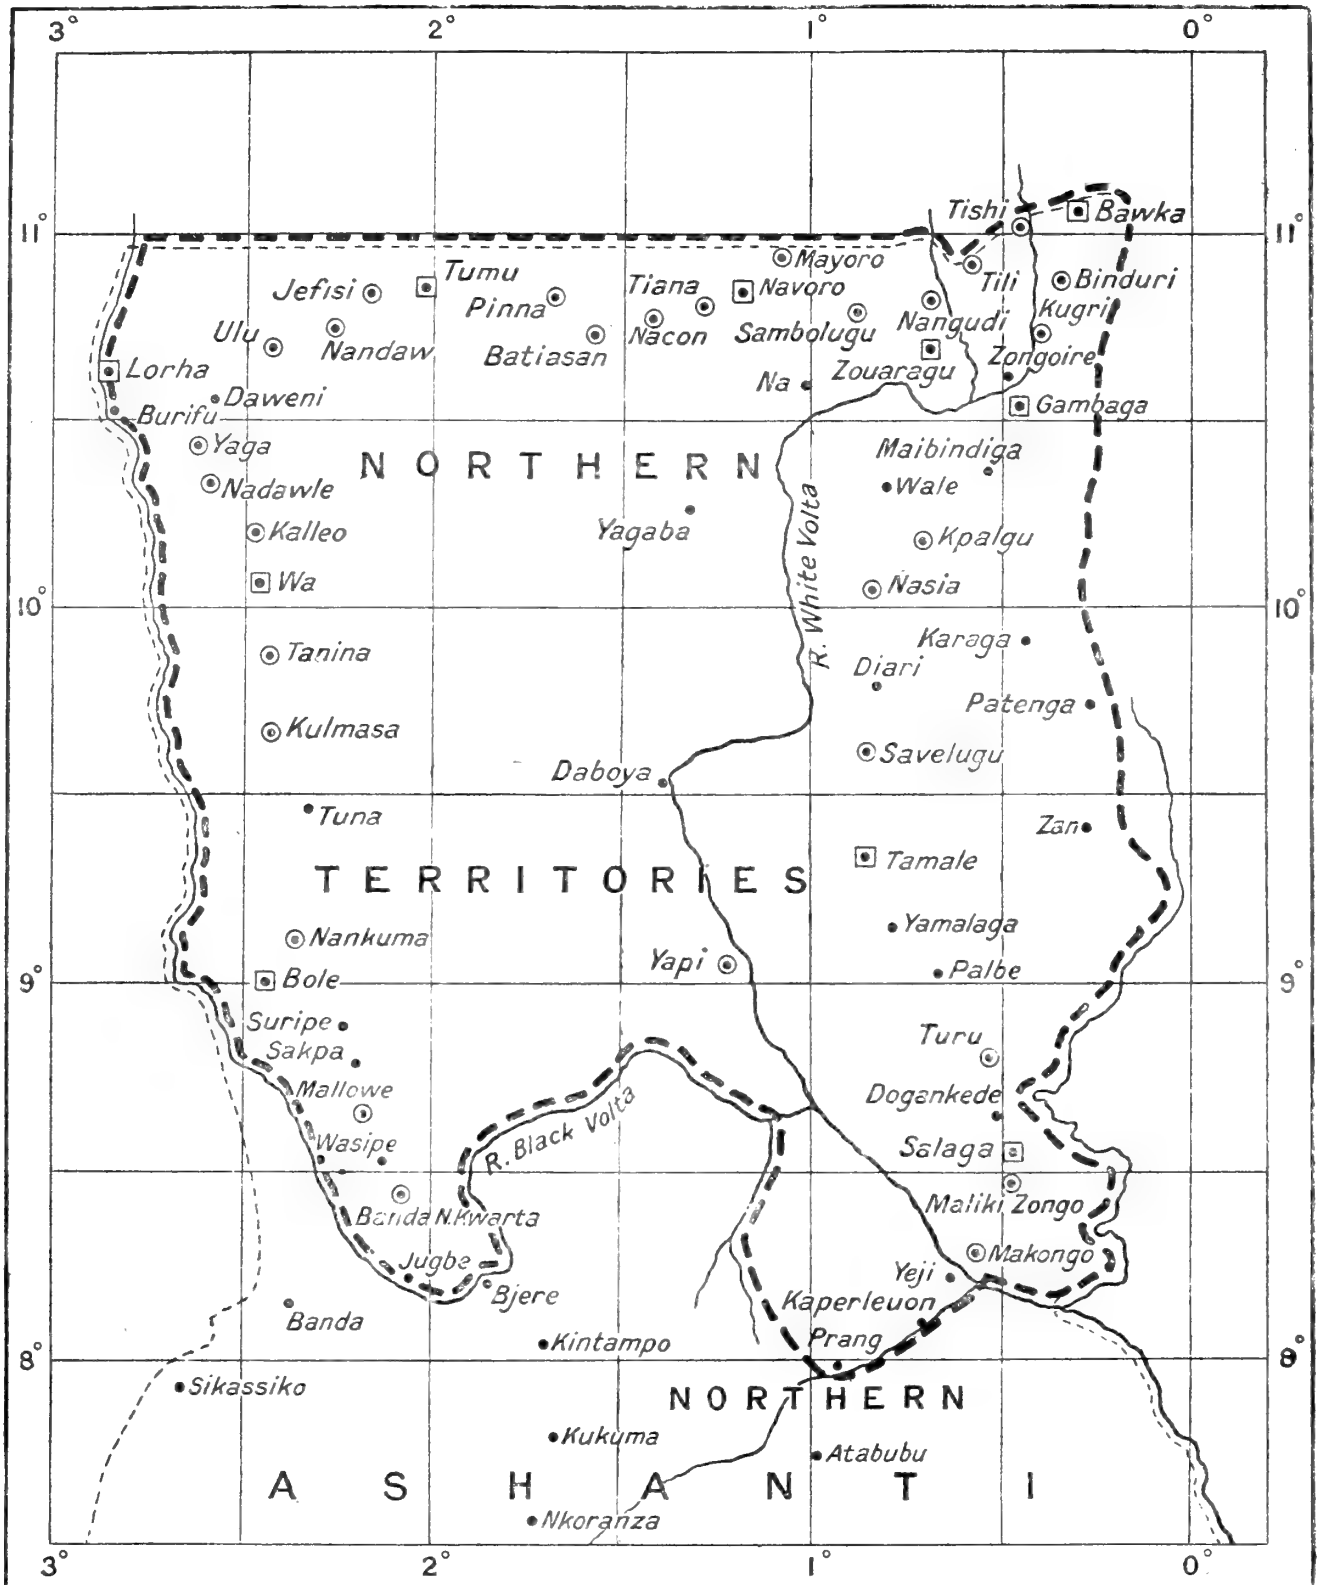 3° 2° 1° 0°
Tishi
Bawka
11° 11°
Mayoro
Tumu
Jefisi
Pinna
Tiana
Navoro
Tili
Binduri
Ulu
Nandaw
Batiasan
Nacon
Sambolugu
Nangudi
Kugri
Lorha
Zouaragu
Zongoire
Na
Daweni
Burifu
Gambaga
Yaga
NORTHERN
Maibindiga
Nadawle
Wale
Kalleo
Yagaba
R. White Volta
Kpalgu
Wa
Nasia
10° 10°
Tanina
Karaga
Diari
Patenga
Kulmasa
Savelugu
Daboya
Tuna
Zan
TERRITORIES
Tamale
Nankuma
Yamalaga
Yapi
Palbe
9° 9°
Bole
Suripe
Sakpa
Turu
Mallowe
Dogankede
R. Black Volta
Wasipe
Salaga
Banda N.Kwarta
Maliki Zongo
Jugbe
Makongo
Bjere
Yeji
Kaperleuon
Banda
Kintampo
Prang
8° 8°
Sikassiko
NORTHERN
Kukuma
Atabubu
ASHANTI
Nkoranza
3° 2° 1° 0°